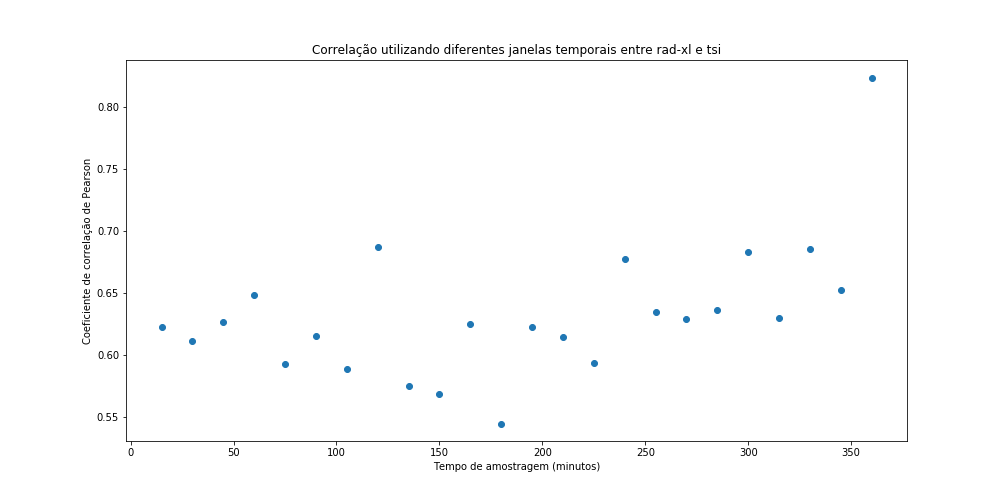 Correlação utilizando diferentes janelas temporais entre rad-xl e tsi
Coeficiente de correlação de Pearson
0.80
0.75
0.70
0.65
0.60
0.55
0 50 100 150 200 250 300 350
Tempo de amostragem (minutos)